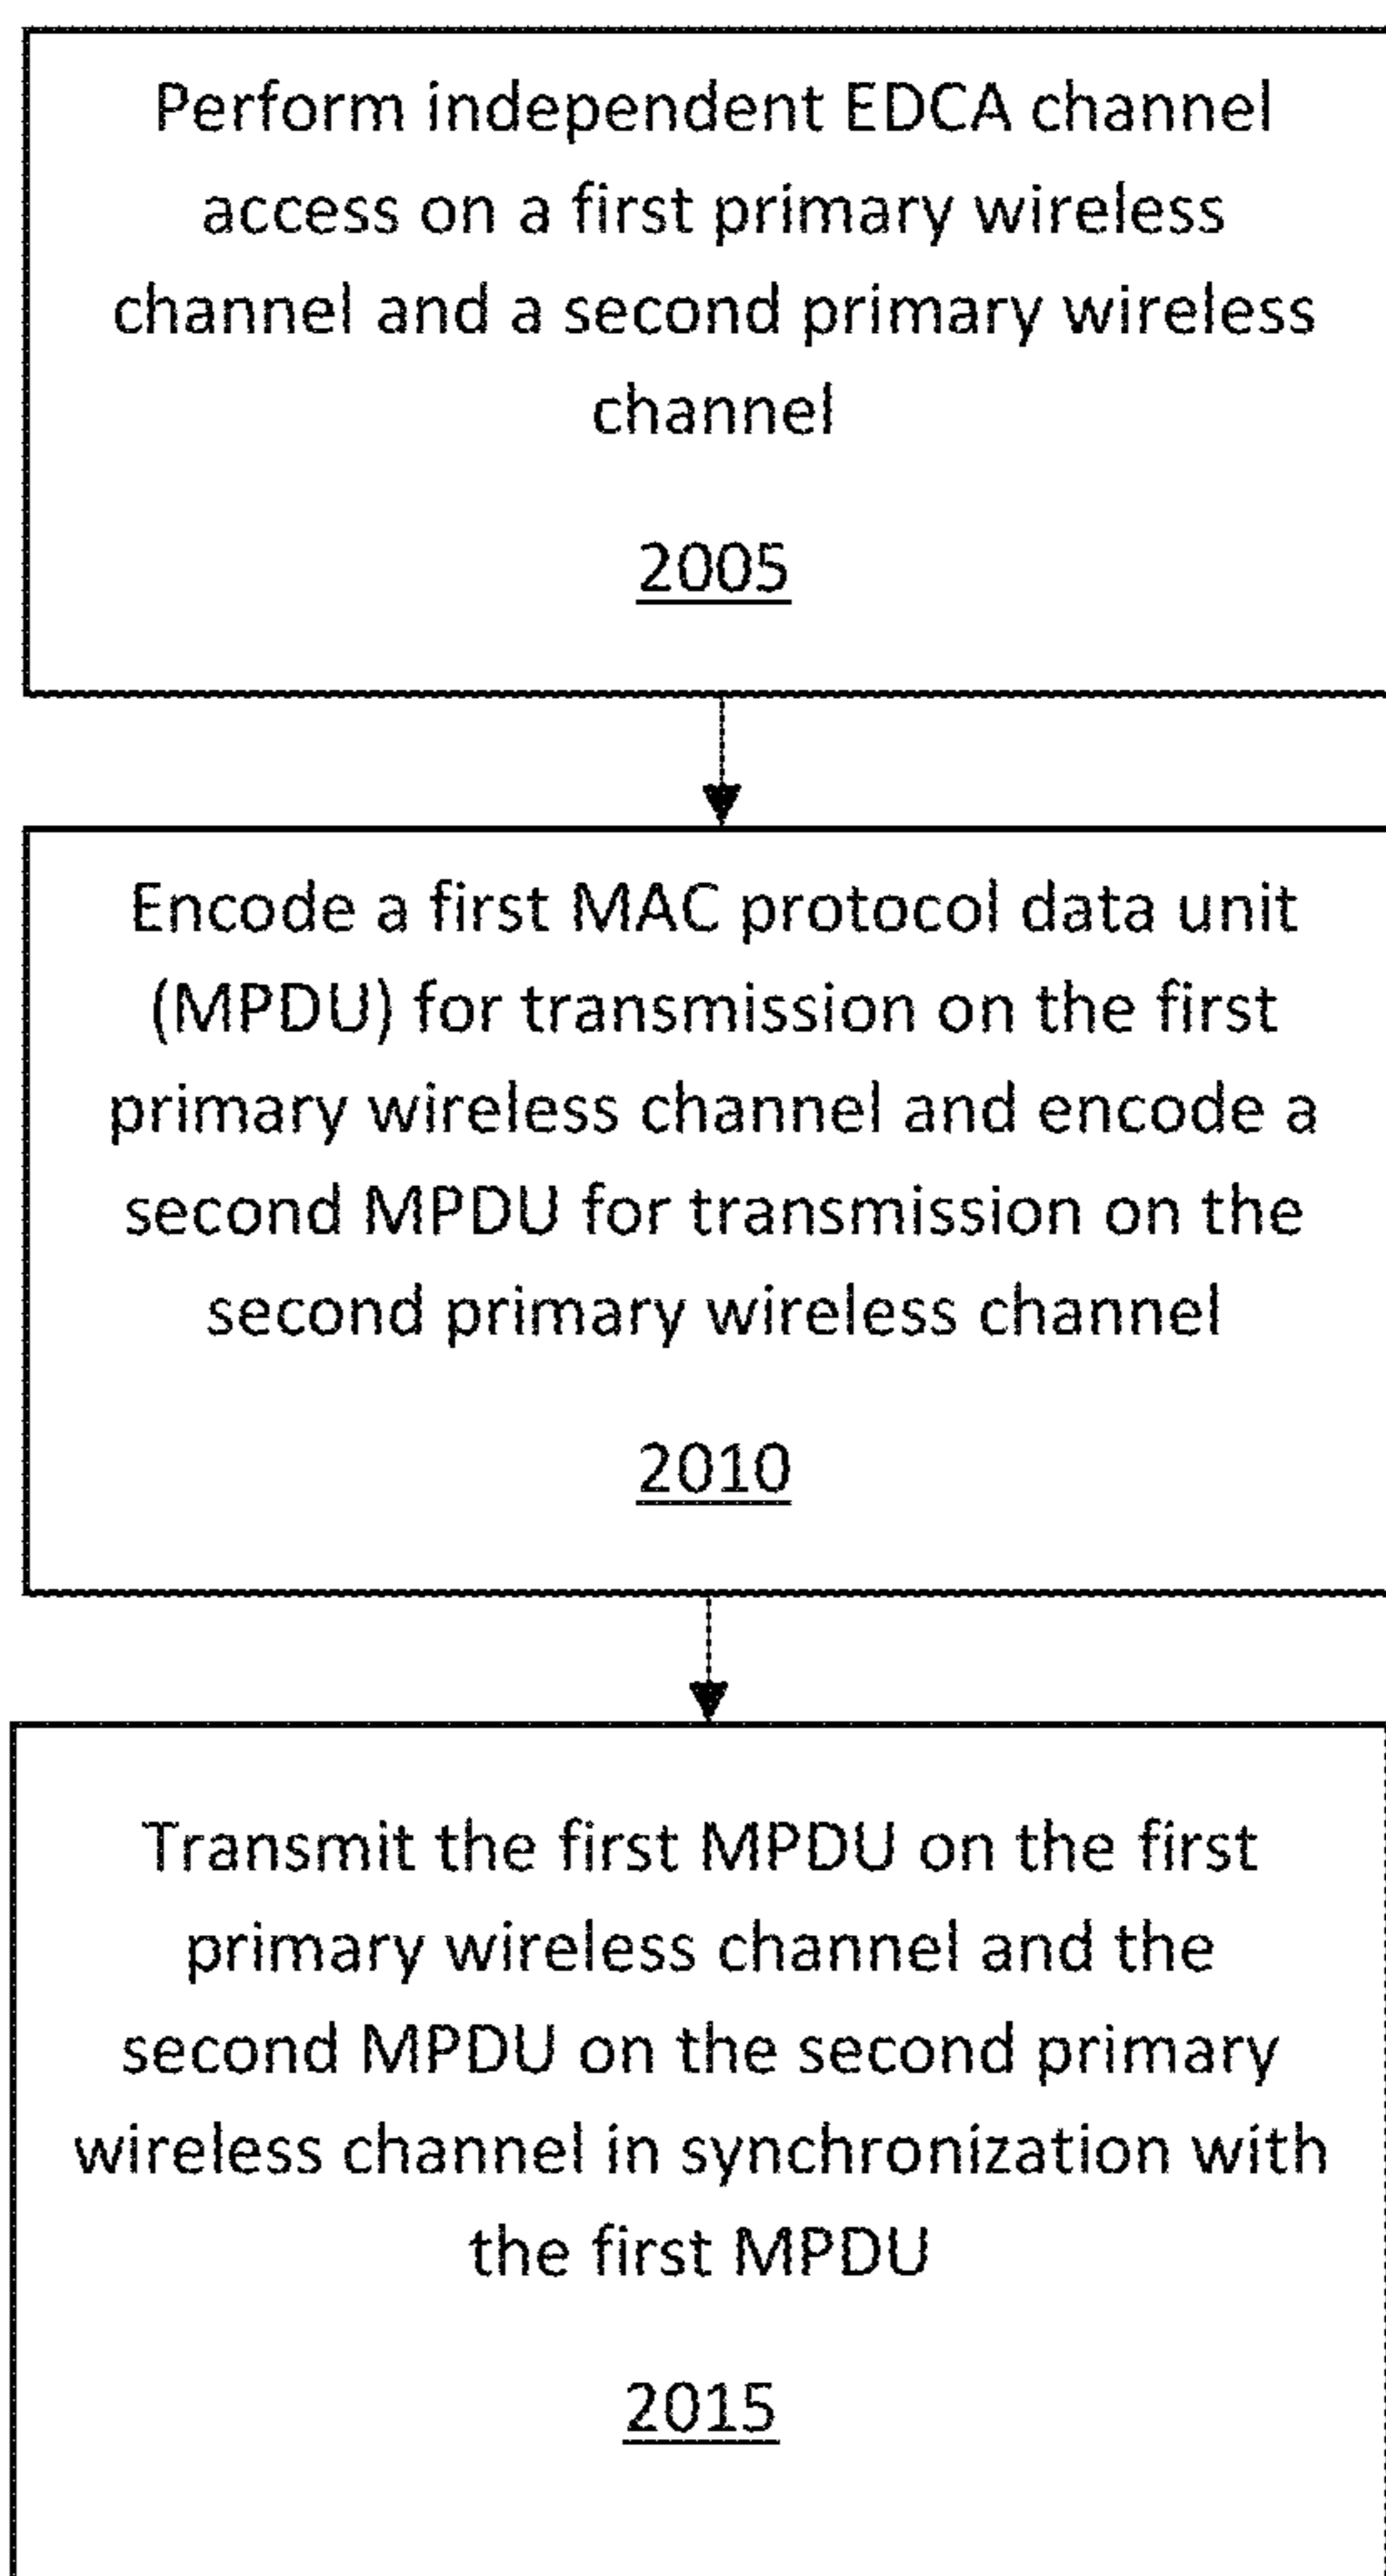 Perform independent EDCA channel
access on a first primary wireless
channel and a second primary wireless
channel
2005
Encode a first MAC protocol data unit
(MPDU) for transmission on the first
primary wireless channel and encode a
second MPDU for transmission on the
second primary wireless channel
2010
Transmit the first MPDU on the first
primary wireless channel and the
second MPDU on the second primary
wireless channel in synchronization with
the first MPDU
2015